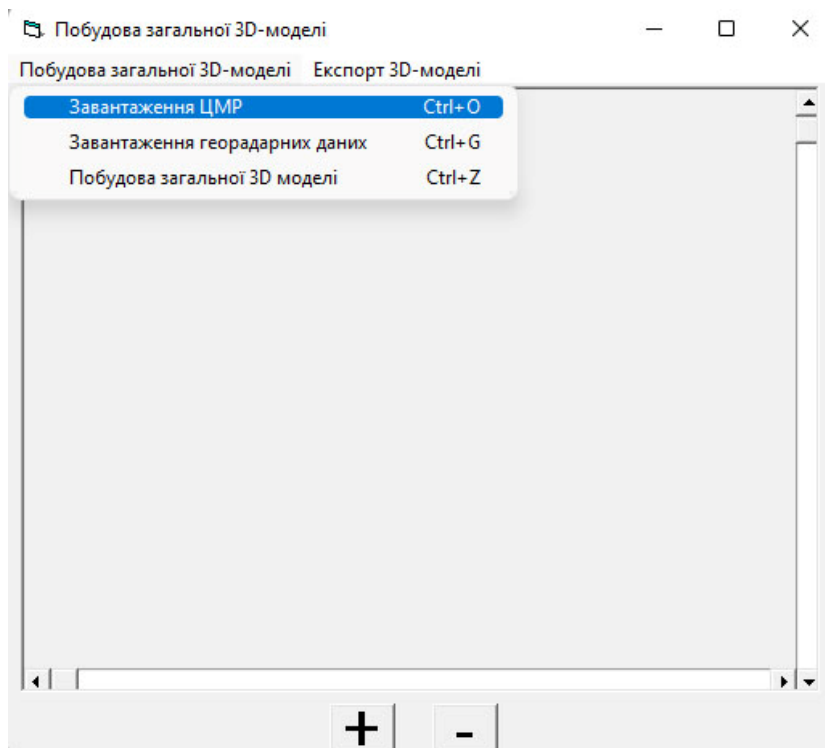 Побудова загальної 3D-моделі
Побудова загальної 3D-моделі Експорт 3D-моделі
Завантаження ЦМР Ctrl+O
Завантаження георадарних даних Ctrl+G
Побудова загальної 3D моделі Ctrl+Z
+ -